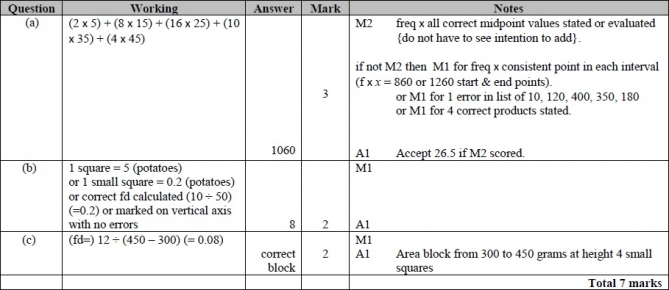 Question Working Answer Mark Notes
(a) (2 x 5) + (8 x 15) + (16 x 25) + (10 M2 freq x all correct midpoint values stated or evaluated
x 35) + (4 x 45) {do not have to see intention to add}.
if not M2 then M1 for freq x consistent point in each interval
3 (f x x = 860 or 1260 start & end points).
or M1 for 1 error in list of 10, 120, 400, 350, 180
or M1 for 4 correct products stated.
1060 A1 Accept 26.5 if M2 scored.
(b) 1 square = 5 (potatoes) M1
or 1 small square = 0.2 (potatoes)
or correct fd calculated (10 ÷ 50)
(=0.2) or marked on vertical axis
with no errors 8 2 A1
(c) (fd=) 12 ÷ (450 – 300) (= 0.08) M1
correct 2 A1 Area block from 300 to 450 grams at height 4 small
block squares
Total 7 marks